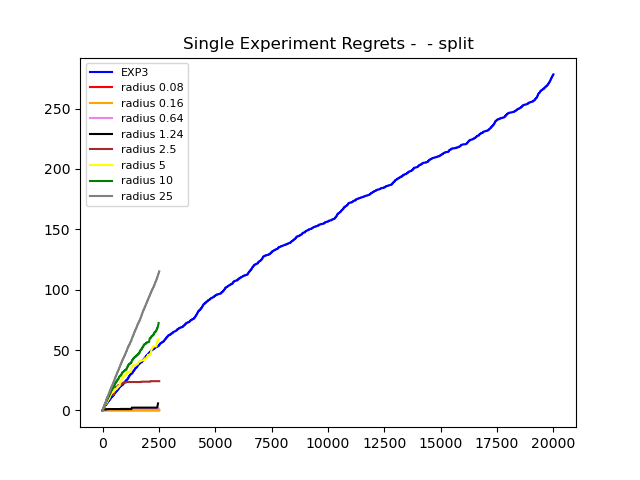 Single Experiment Regrets -  - split
EXP3
radius 0.08
radius 0.16
radius 0.64
radius 1.24
radius 2.5
radius 5
radius 10
radius 25
250
200
150
100
50
0
0 2500 5000 7500 10000 12500 15000 17500 20000